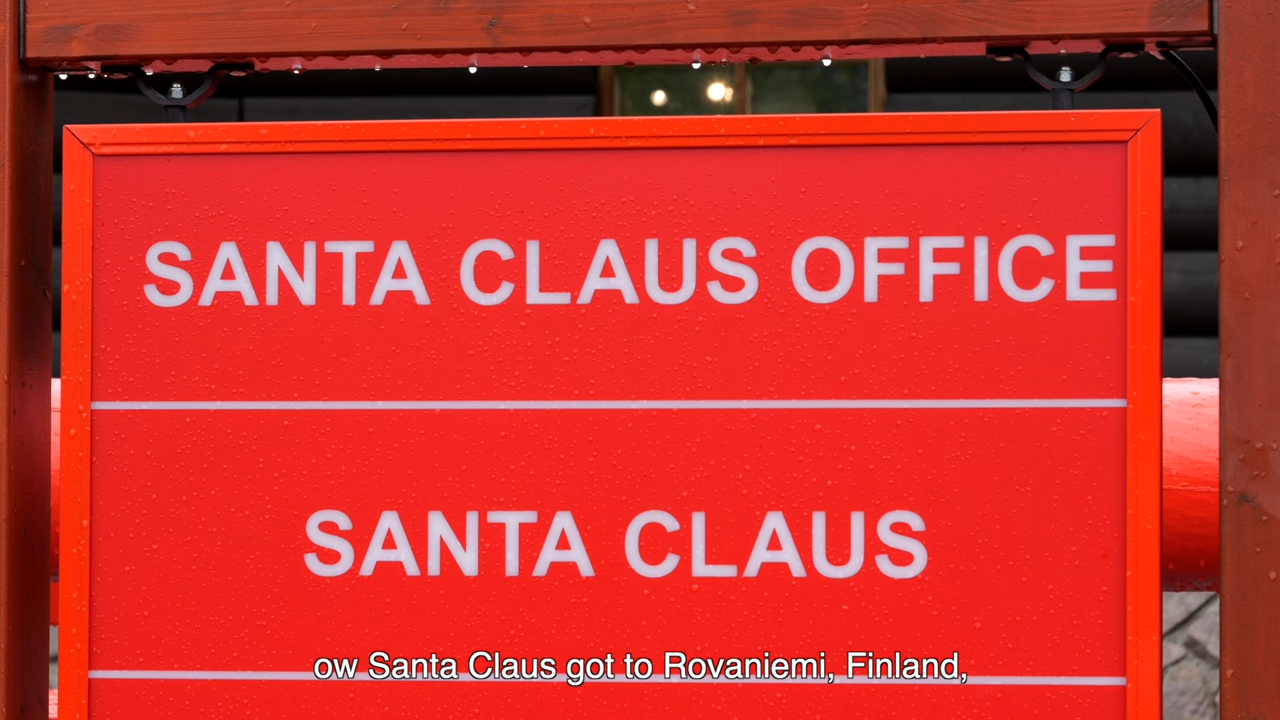 SANTA CLAUS OFFICE
SANTA CLAUS
ow Santa Claus got to Rovaniemi, Finland,